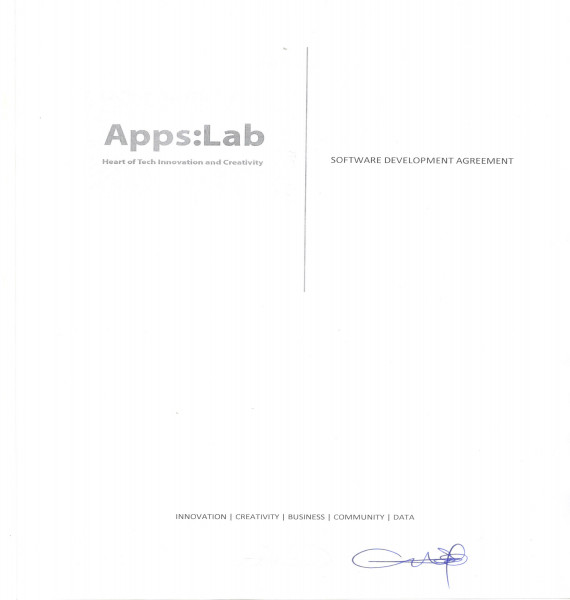 Apps:Lab
Heart of Tech Innovation and Creativity
SOFTWARE DEVELOPMENT AGREEMENT
INNOVATION | CREATIVITY | BUSINESS | COMMUNITY | DATA